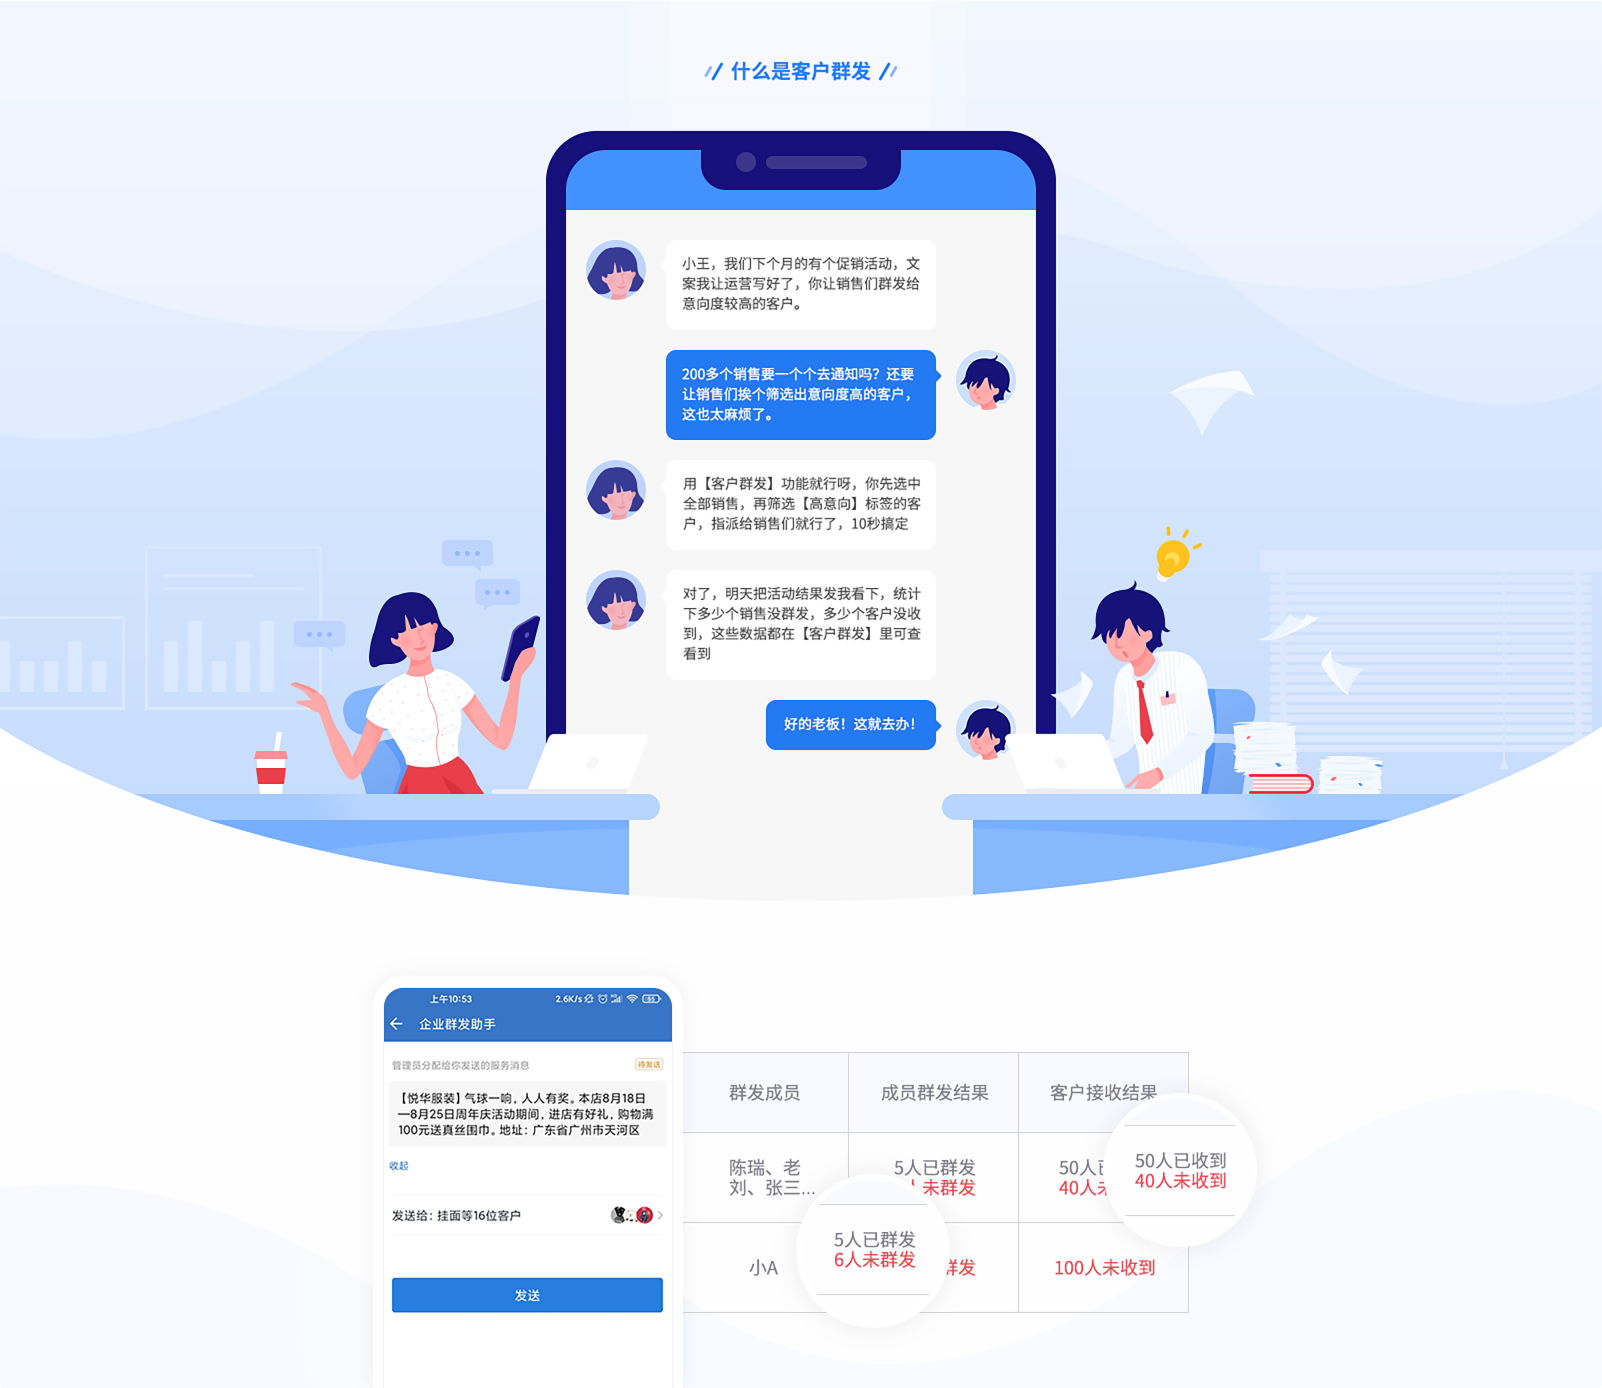 什么是客户群发
小王，我们下个月的有个促销活动，文
案我让运营写好了，你让销售们群发给
意向度较高的客户。
200多个销售要一个个去通知吗？还要
让销售们挨个筛选出意向度高的客户，
这也太麻烦了。
用【客户群发】功能就行呀，你先选中
全部销售，再筛选【高意向】标签的客
户，指派给销售们就行了，10秒搞定
对了，明天把活动结果发我看下，统计
下多少个销售没群发，多少个客户没收
到，这些数据都在【客户群发】里可查
看到
好的老板！这就去办！
上午10:53
2.6K/s
55
企业群发助手
管理员分配给你发送的服务消息
待发送
【悦华服装】气球一响，人人有奖。本店8月18日
—8月25日周年庆活动期间，进店有好礼，购物满
100元送真丝围巾。地址：广东省广州市天河区
收起
发送给：挂面等16位客户
发送
群发成员
成员群发结果
客户接收结果
陈瑞、老
刘、张三...
5人已群发
人未群发
50人已
40人未
50人已收到
40人未收到
小A
5人已群发
6人未群发
群发
100人未收到